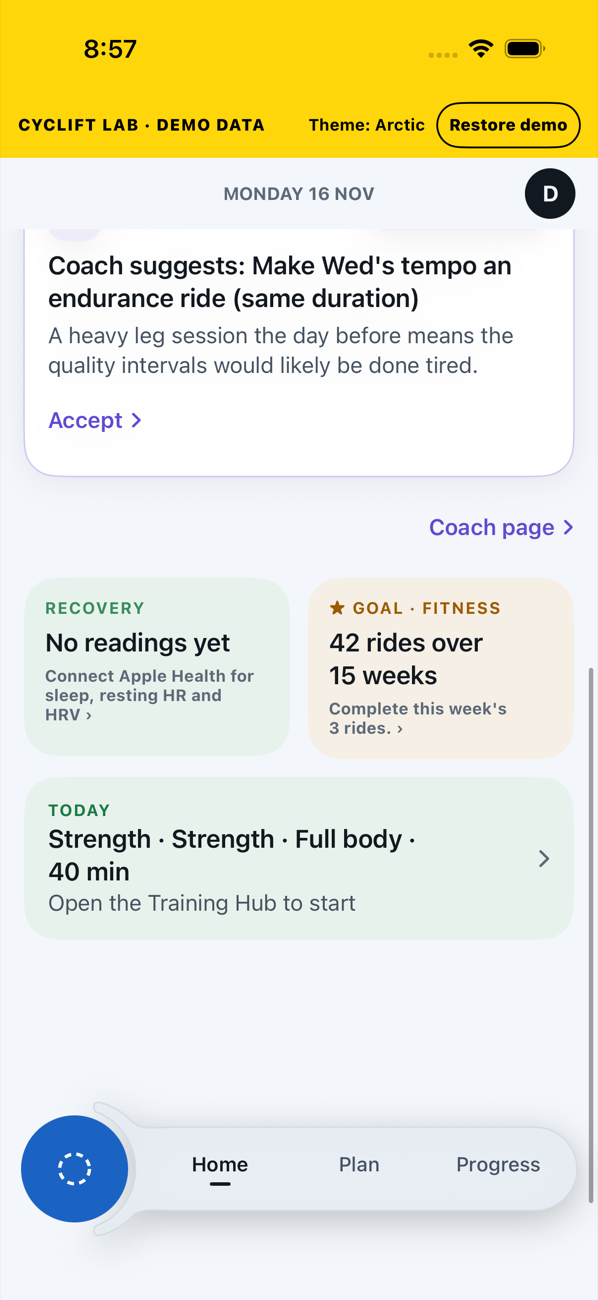 8:57
CYCLIFT LAB · DEMO DATA
Theme: Arctic
Restore demo
MONDAY 16 NOV
D
Coach suggests: Make Wed's tempo an
endurance ride (same duration)
A heavy leg session the day before means the
quality intervals would likely be done tired.
Accept ›
Coach page ›
RECOVERY
No readings yet
Connect Apple Health for
sleep, resting HR and
HRV ›
★ GOAL · FITNESS
42 rides over
15 weeks
Complete this week's
3 rides. ›
TODAY
Strength · Strength · Full body ·
40 min
Open the Training Hub to start
Home
Plan
Progress